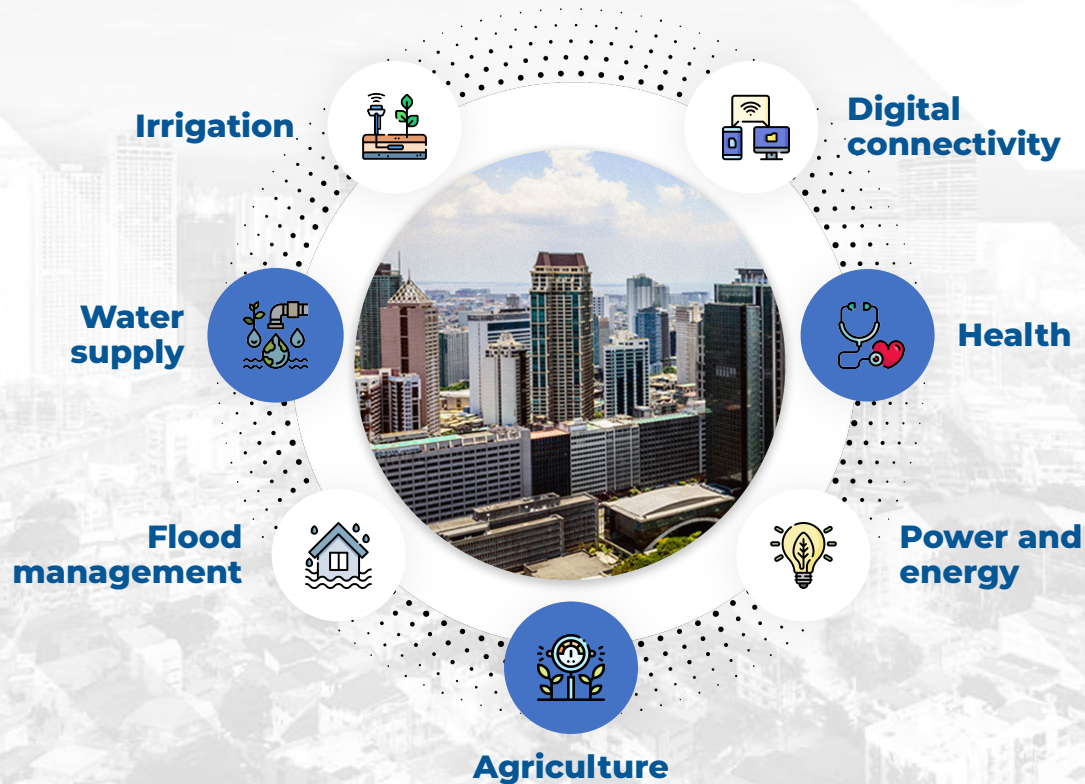 Irrigation
Digital
connectivity
Water
supply
Health
Flood
management
Power and
energy
Agriculture